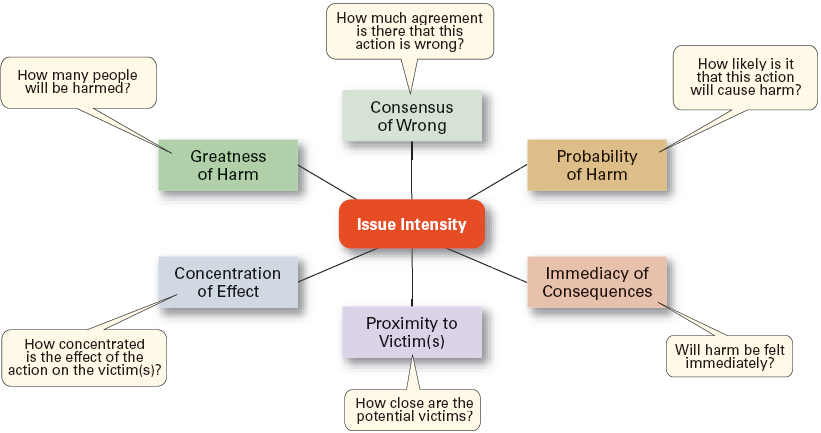 How much agreement
is there that this
action is wrong?
How many people
will be harmed?
How likely is it
that this action
will cause harm?
Consensus
of Wrong
Greatness
of Harm
Probability
of Harm
Issue Intensity
Concentration
of Effect
Immediacy of
Consequences
Proximity to
Victim(s)
How concentrated
is the effect of the
action on the victim(s)?
Will harm be felt
immediately?
How close are the
potential victims?